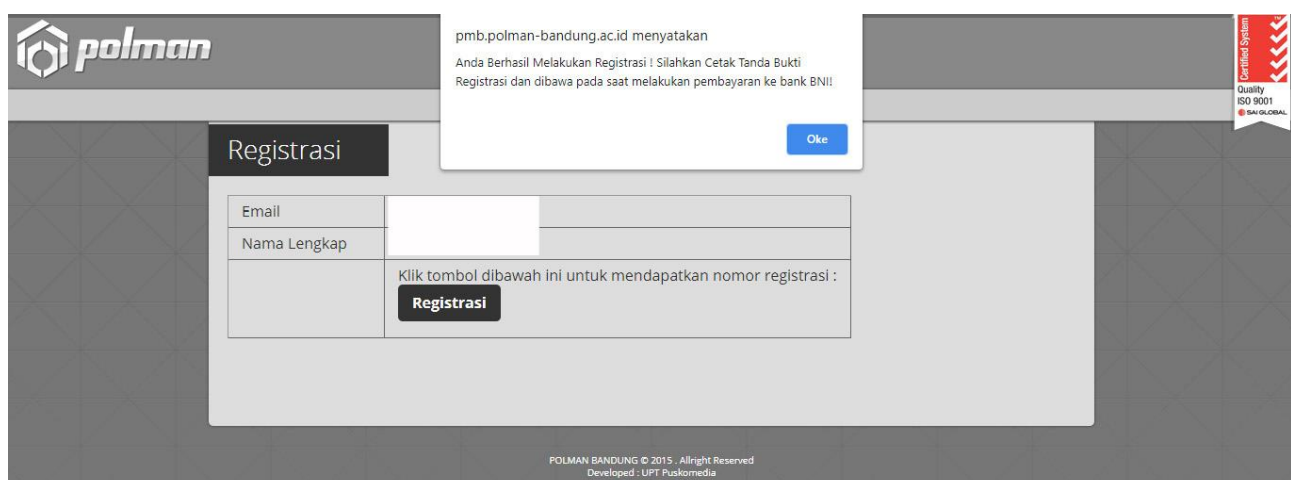 polman
pmb.polman-bandung.ac.id menyatakan
Anda Berhasil Melakukan Registrasi ! Silahkan Cetak Tanda Bukti
Registrasi dan dibawa pada saat melakukan pembayaran ke bank BNI!
Oke
Certified System
Quality
ISO 9001
SAI GLOBAL
Registrasi
Email
Nama Lengkap
Klik tombol dibawah ini untuk mendapatkan nomor registrasi :
Registrasi
POLMAN BANDUNG © 2015 . Allright Reserved
Developed : UPT Puskomedia